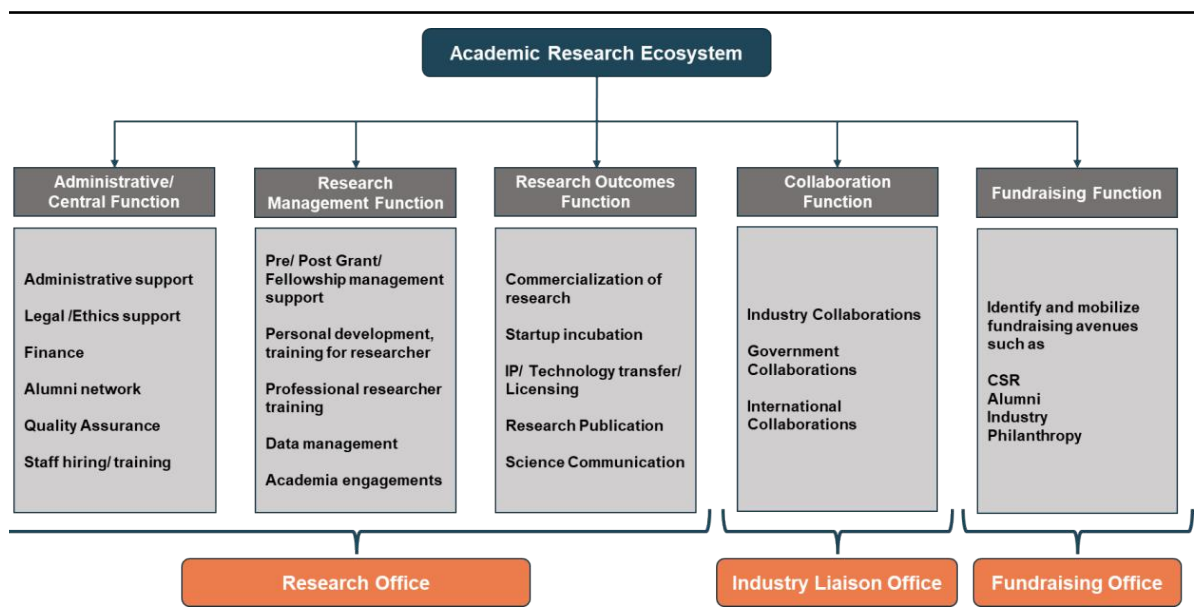 Academic Research Ecosystem
Administrative/
Central Function
Administrative support
Legal /Ethics support
Finance
Alumni network
Quality Assurance
Staff hiring/ training
Research
Management Function
Pre/ Post Grant/
Fellowship management
support
Personal development,
training for researcher
Professional researcher
training
Data management
Academia engagements
Research Outcomes
Function
Commercialization of
research
Startup incubation
IP/ Technology transfer/
Licensing
Research Publication
Science Communication
Collaboration
Function
Industry Collaborations
Government
Collaborations
International
Collaborations
Fundraising Function
Identify and mobilize
fundraising avenues
such as
CSR
Alumni
Industry
Philanthropy
Research Office
Industry Liaison Office
Fundraising Office